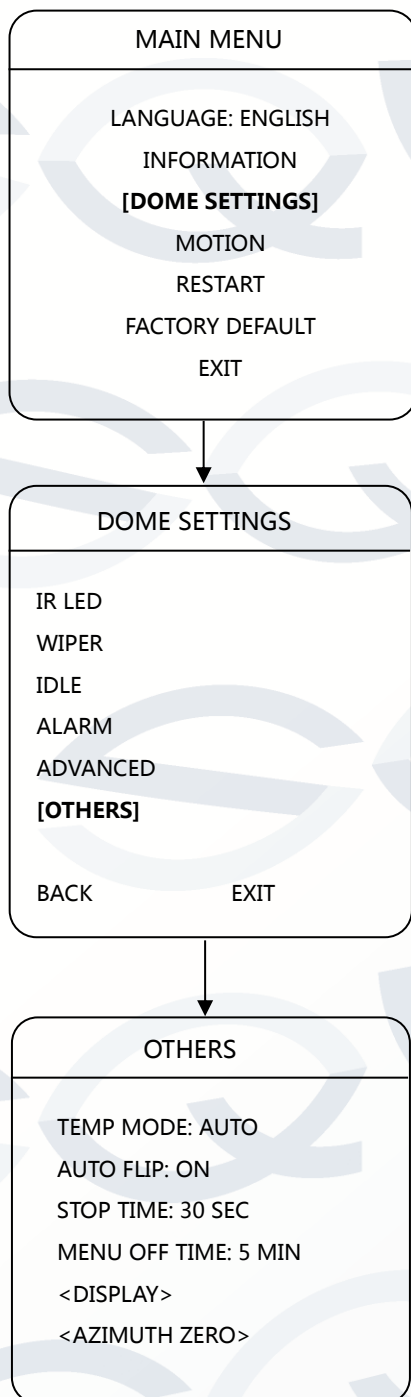 MAIN MENU
LANGUAGE: ENGLISH
INFORMATION
[DOME SETTINGS]
MOTION
RESTART
FACTORY DEFAULT
EXIT
DOME SETTINGS
IR LED
WIPER
IDLE
ALARM
ADVANCED
[OTHERS]
BACK EXIT
OTHERS
TEMP MODE: AUTO
AUTO FLIP: ON
STOP TIME: 30 SEC
MENU OFF TIME: 5 MIN
<DISPLAY>
<AZIMUTH ZERO>